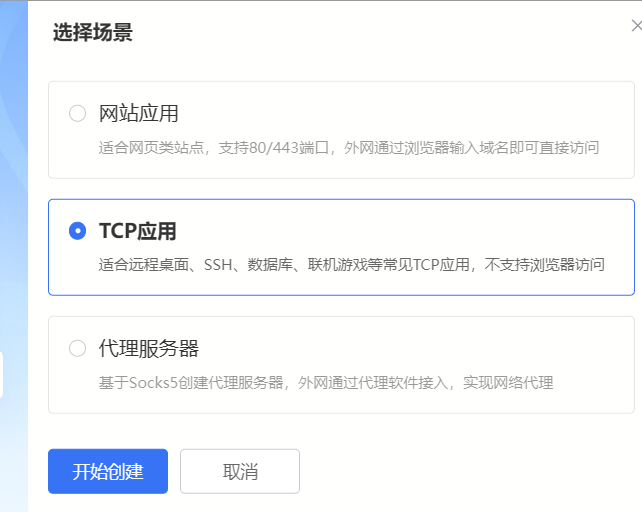 选择场景
网站应用
适合网页类站点，支持80/443端口，外网通过浏览器输入域名即可直接访问
TCP应用
适合远程桌面、SSH、数据库、联机游戏等常见TCP应用，不支持浏览器访问
代理服务器
基于Socks5创建代理服务器，外网通过代理软件接入，实现网络代理
开始创建
取消